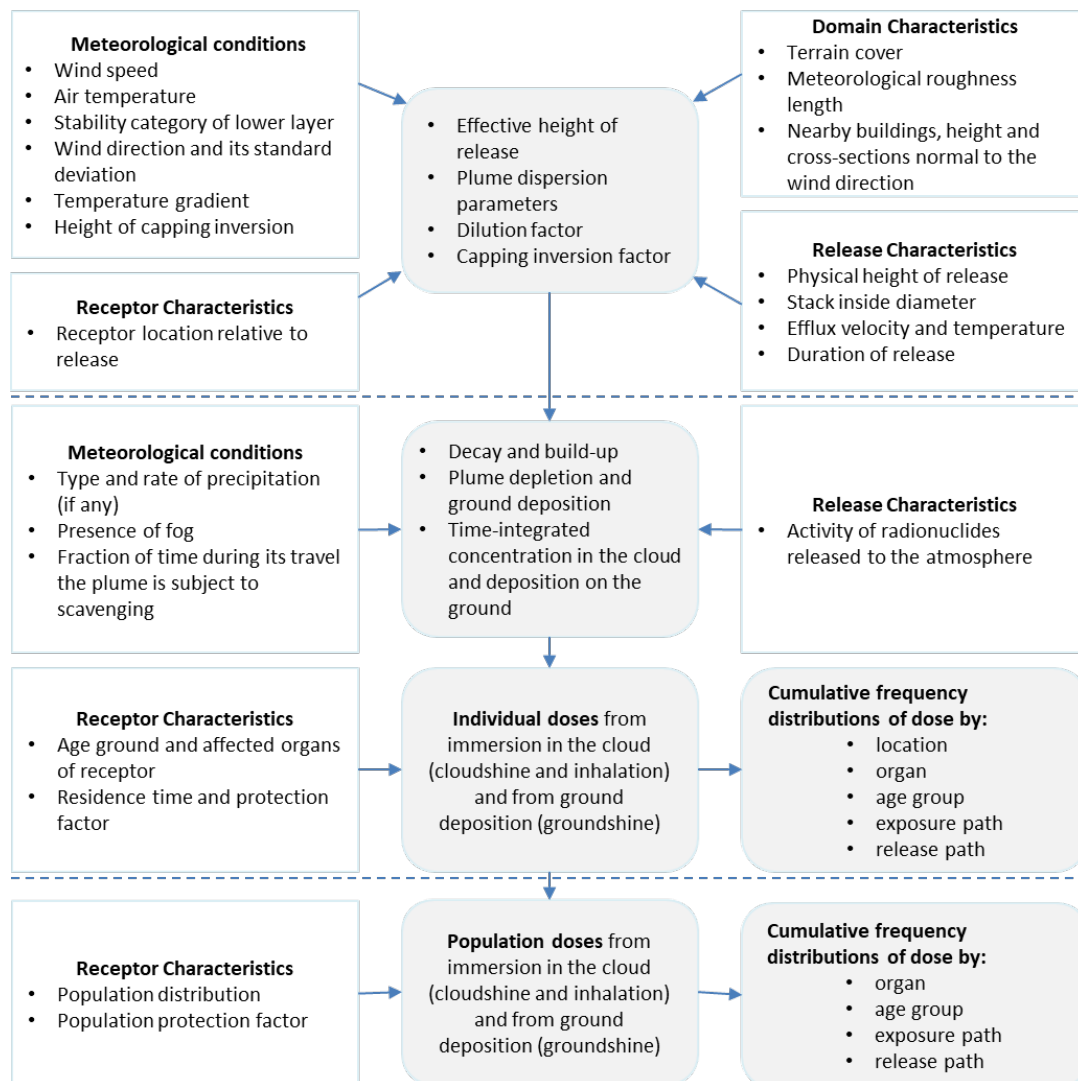 Meteorological conditions
• Wind speed
• Air temperature
• Stability category of lower layer
• Wind direction and its standard
deviation
• Temperature gradient
• Height of capping inversion
Receptor Characteristics
• Receptor location relative to
release
• Effective height of
release
• Plume dispersion
parameters
• Dilution factor
• Capping inversion factor
Domain Characteristics
• Terrain cover
• Meteorological roughness
length
• Nearby buildings, height and
cross-sections normal to the
wind direction
Release Characteristics
• Physical height of release
• Stack inside diameter
• Efflux velocity and temperature
• Duration of release
Meteorological conditions
• Type and rate of precipitation
(if any)
• Presence of fog
• Fraction of time during its travel
the plume is subject to
scavenging
• Decay and build-up
• Plume depletion and
ground deposition
• Time-integrated
concentration in the cloud
and deposition on the
ground
Release Characteristics
• Activity of radionuclides
released to the atmosphere
Receptor Characteristics
• Age ground and affected organs
of receptor
• Residence time and protection
factor
Individual doses from
immersion in the cloud
(cloudshine and inhalation)
and from ground
deposition (groundshine)
Cumulative frequency
distributions of dose by:
• location
• organ
• age group
• exposure path
• release path
Receptor Characteristics
• Population distribution
• Population protection factor
Population doses from
immersion in the cloud
(cloudshine and inhalation)
and from ground
deposition (groundshine)
Cumulative frequency
distributions of dose by:
• organ
• age group
• exposure path
• release path